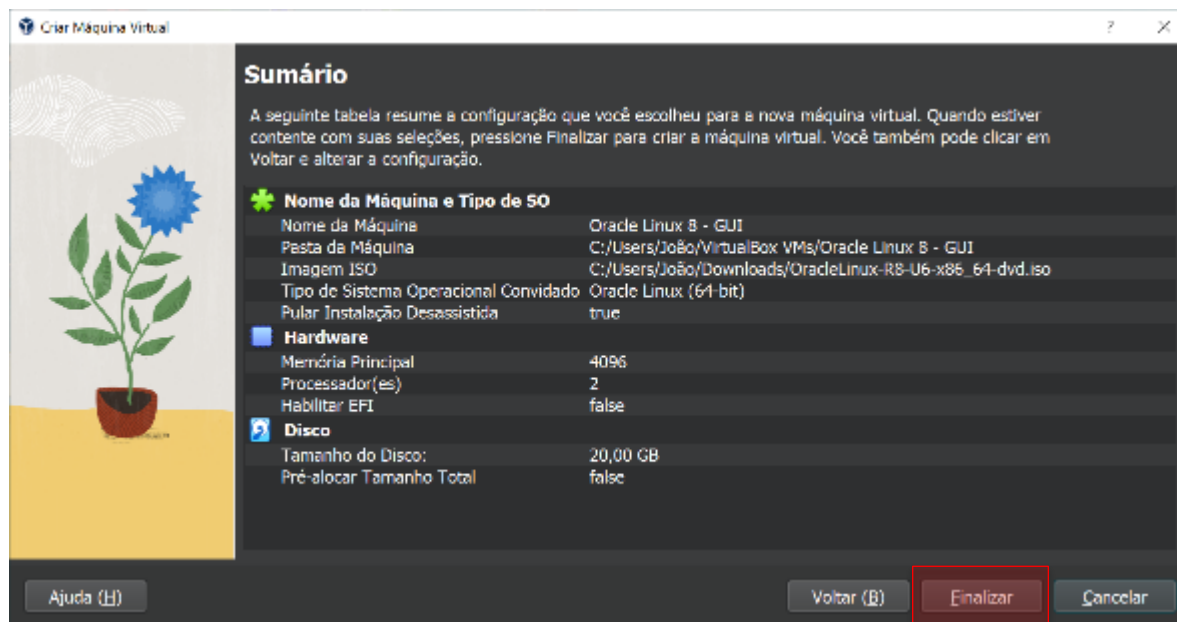 Criar Máquina Virtual
Sumário
A seguinte tabela resume a configuração que você escolheu para a nova máquina virtual. Quando estiver
contente com suas seleções, pressione Finalizar para criar a máquina virtual. Você também pode clicar em
Voltar e alterar a configuração.
Nome da Máquina e Tipo de SO
Nome da Máquina Oracle Linux 8 - GUI
Pasta da Máquina C:/Users/João/VirtualBox VMs/Oracle Linux 8 - GUI
Imagem ISO C:/Users/João/Downloads/OracleLinux-R8-U6-x86_64-dvd.iso
Tipo de Sistema Operacional Convidado Oracle Linux (64-bit)
Pular Instalação Desassistida true
Hardware
Memória Principal 4096
Processador(es) 2
Habilitar EFI false
Disco
Tamanho do Disco: 20,00 GB
Pré-alocar Tamanho Total false
Ajuda (H) Voltar (B) Finalizar Cancelar